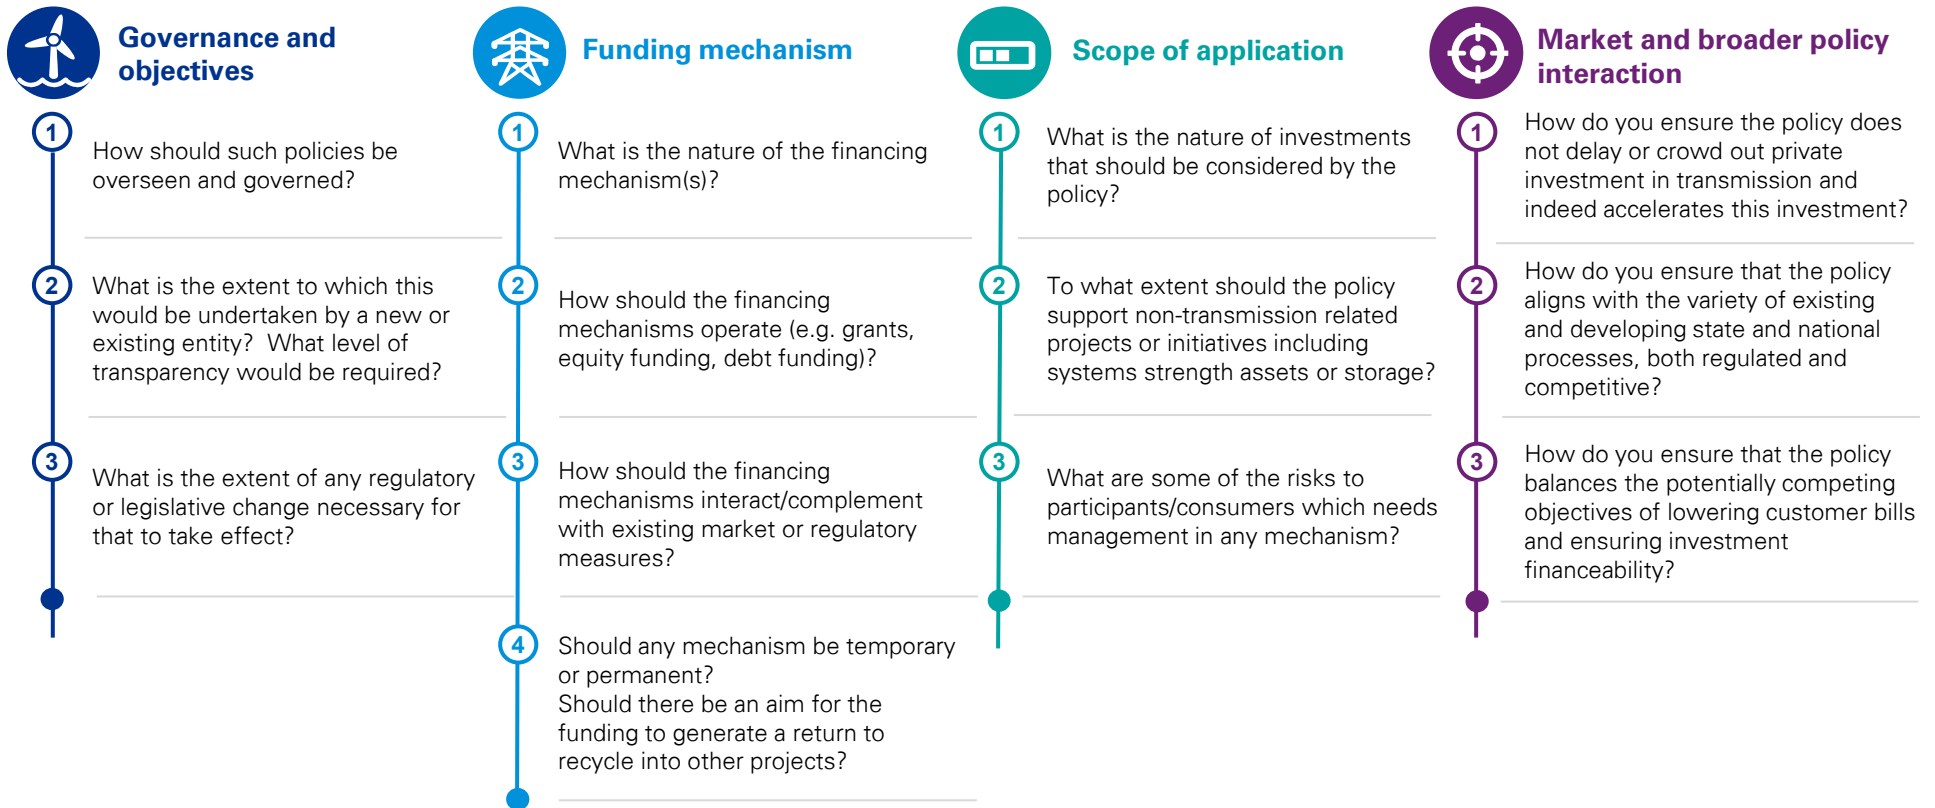 Governance and
objectives
1
How should such policies be
overseen and governed?
2
What is the extent to which this
would be undertaken by a new or
existing entity?  What level of
transparency would be required?
3
What is the extent of any regulatory
or legislative change necessary for
that to take effect?
Funding mechanism
1
What is the nature of the financing
mechanism(s)?
2
How should the financing
mechanisms operate (e.g. grants,
equity funding, debt funding)?
3
How should the financing
mechanisms interact/complement
with existing market or regulatory
measures?
4
Should any mechanism be temporary
or permanent?
Should there be an aim for the
funding to generate a return to
recycle into other projects?
Scope of application
1
What is the nature of investments
that should be considered by the
policy?
2
To what extent should the policy
support non-transmission related
projects or initiatives including
systems strength assets or storage?
3
What are some of the risks to
participants/consumers which needs
management in any mechanism?
Market and broader policy
interaction
1
How do you ensure the policy does
not delay or crowd out private
investment in transmission and
indeed accelerates this investment?
2
How do you ensure that the policy
aligns with the variety of existing
and developing state and national
processes, both regulated and
competitive?
3
How do you ensure that the policy
balances the potentially competing
objectives of lowering customer bills
and ensuring investment
financeability?